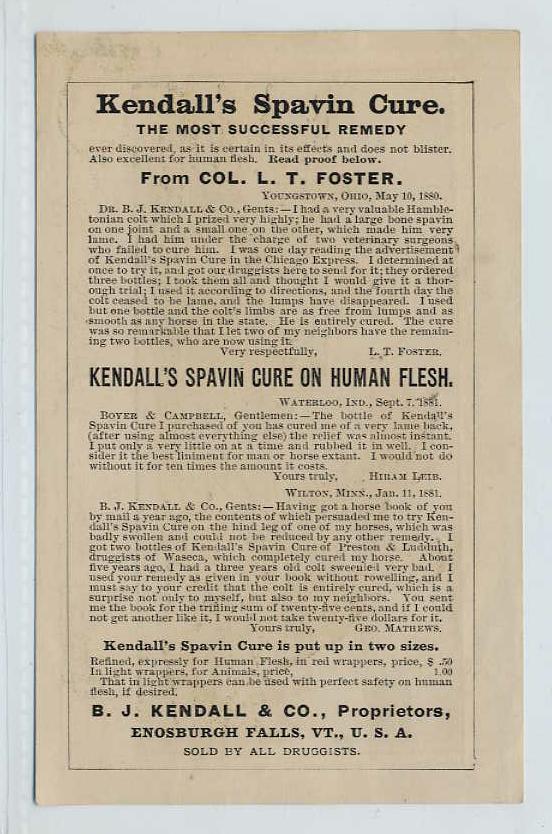 Kendall's Spavin Cure.
THE MOST SUCCESSFUL REMEDY
ever discovered, as it is certain in its effects and does not blister.
Also excellent for human flesh. Read proof below.
From COL. L. T. FOSTER.
YOUNGSTOWN, OHIO, May 10, 1880.
DR. B. J. KENDALL & CO., Gents:—I had a very valuable Hamble-
tonian colt which I prized very highly; he had a large bone spavin
on one joint and a small one on the other, which made him very
lame. I had him under the charge of two veterinary surgeons
who failed to cure him. I was one day reading the advertisement
of Kendall's Spavin Cure in the Chicago Express. I determined at
once to try it, and got our druggists here to send for it; they ordered
three bottles; I took them all and thought I would give it a thor-
ough trial; I used it according to directions, and the fourth day the
colt ceased to be lame, and the lumps have disappeared. I used
but one bottle and the colt's limbs are as free from lumps and as
smooth as any horse in the state. He is entirely cured. The cure
was so remarkable that I let two of my neighbors have the remain-
ing two bottles, who are now using it.
Very respectfully, L. T. FOSTER.
KENDALL'S SPAVIN CURE ON HUMAN FLESH.
WATERLOO, IND., Sept. 7, 1881.
BOYER & CAMPBELL, Gentlemen:—The bottle of Kendall's
Spavin Cure I purchased of you has cured me of a very lame back,
(after using almost everything else) the relief was almost instant.
I put only a very little on at a time and rubbed it in well. I con-
sider it the best liniment for man or horse extant. I would not do
without it for ten times the amount it costs.
Yours truly, HIRAM LEIB.
WILTON, MINN., Jan. 11, 1881.
B. J. KENDALL & CO., Gents:—Having got a horse book of you
by mail a year ago, the contents of which persuaded me to try Ken-
dall's Spavin Cure on the hind leg of one of my horses, which was
badly swollen and could not be reduced by any other remedy. I
got two bottles of Kendall's Spavin Cure of Preston & Ludduth,
druggists of Waseca, which completely cured my horse. About
five years ago, I had a three years old colt sweenied very bad. I
used your remedy as given in your book without rowelling, and I
must say to your credit that the colt is entirely cured, which is a
surprise not only to myself, but also to my neighbors. You sent
me the book for the trifling sum of twenty-five cents, and if I could
not get another like it, I would not take twenty-five dollars for it.
Yours truly, GEO. MATHEWS.
Kendall's Spavin Cure is put up in two sizes.
Refined, expressly for Human Flesh, in red wrappers, price, $ .50
In light wrappers, for Animals, price, 1.00
That in light wrappers can be used with perfect safety on human
flesh, if desired.
B. J. KENDALL & CO., Proprietors,
ENOSBURGH FALLS, VT., U. S. A.
SOLD BY ALL DRUGGISTS.